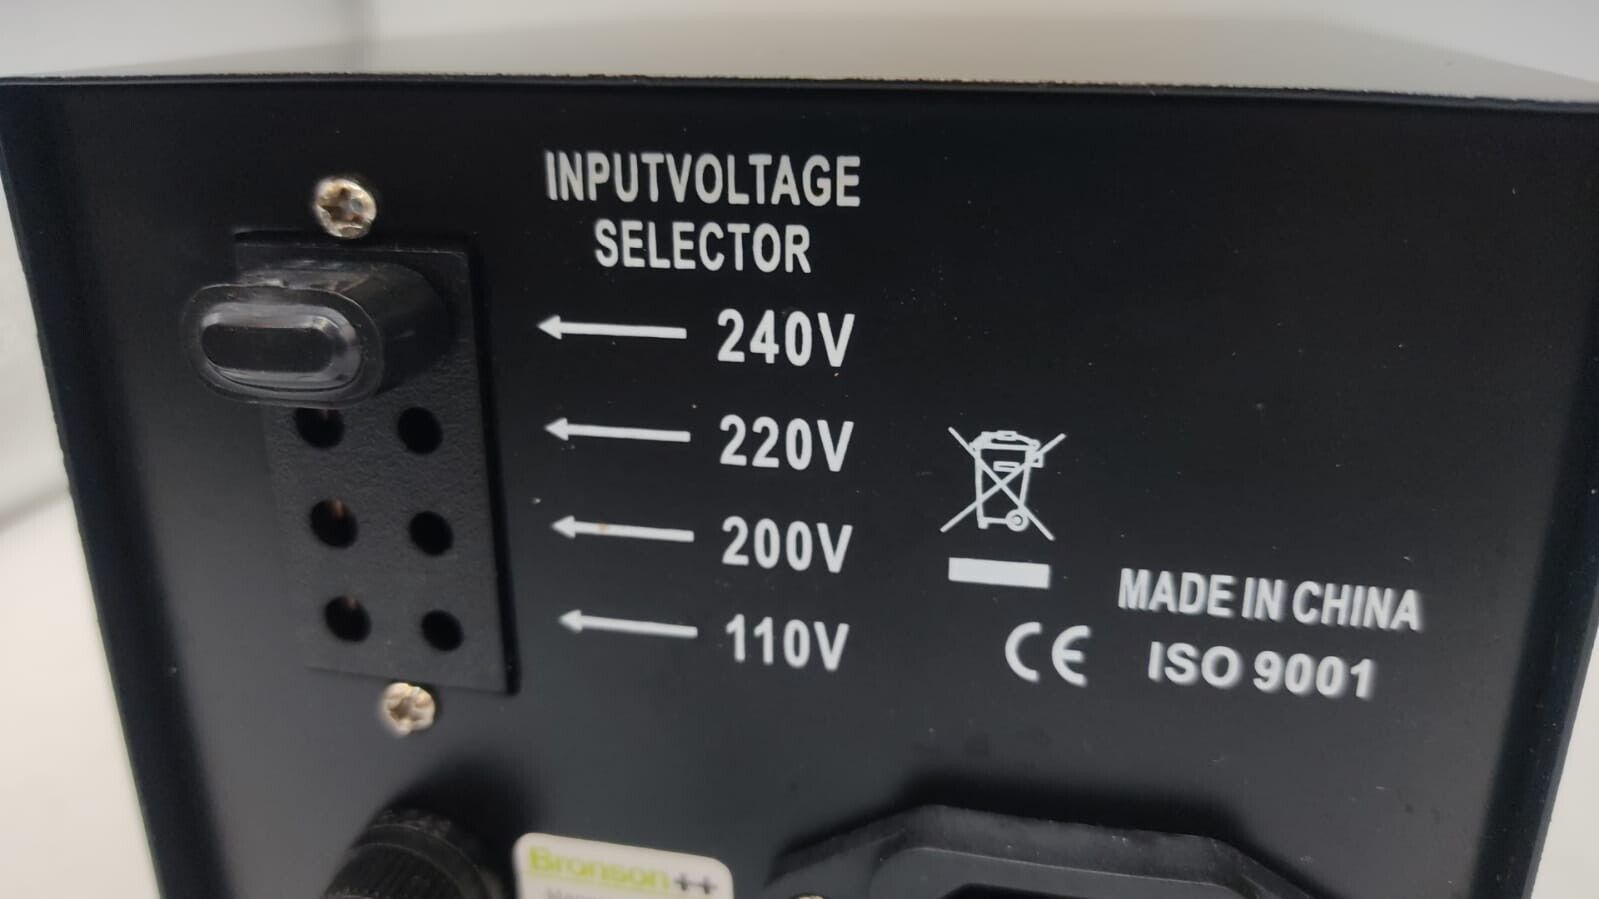 INPUTVOLTAGE
SELECTOR
240V
220V
200V
110V
MADE IN CHINA
CE
ISO 9001
Bronson++